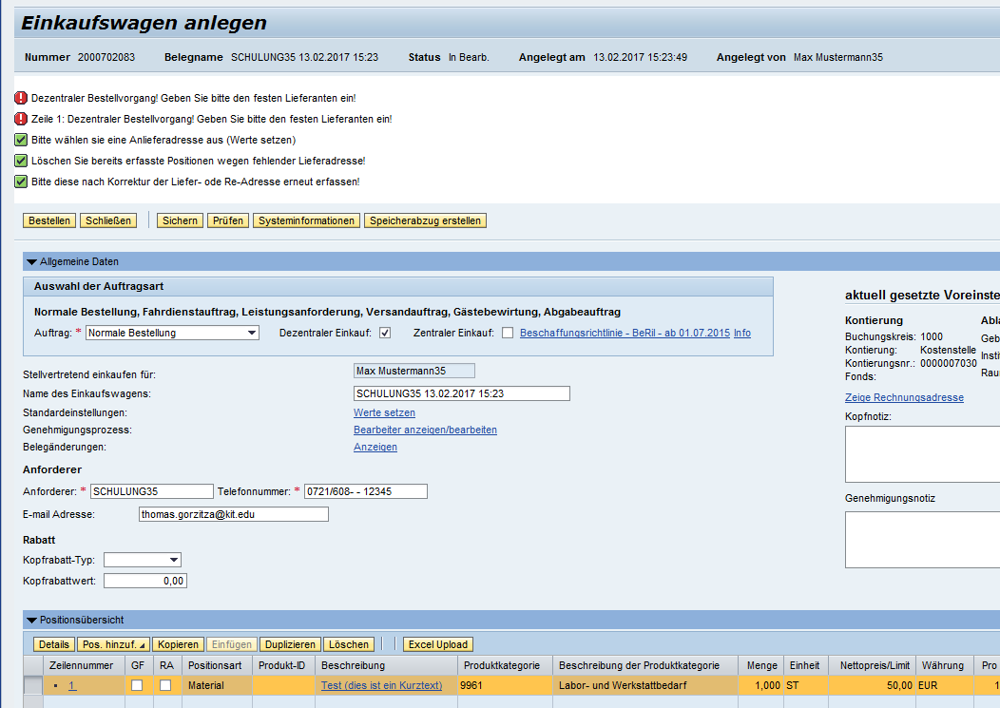 Einkaufswagen anlegen
Nummer 2000702083 Belegname SCHULUNG35 13.02.2017 15:23 Status In Bearb. Angelegt am 13.02.2017 15:23:49 Angelegt von Max Mustermann35
Dezentraler Bestellvorgang! Geben Sie bitte den festen Lieferanten ein!
Zeile 1: Dezentraler Bestellvorgang! Geben Sie bitte den festen Lieferanten ein!
Bitte wählen sie eine Anlieferadresse aus (Werte setzen)
Löschen Sie bereits erfasste Positionen wegen fehlender Lieferadresse!
Bitte diese nach Korrektur der Liefer- ode Re-Adresse erneut erfassen!
Bestellen Schließen Sichern Prüfen Systeminformationen Speicherabzug erstellen
Allgemeine Daten
Auswahl der Auftragsart
Normale Bestellung, Fahrdienstauftrag, Leistungsanforderung, Versandauftrag, Gästebewirtung, Abgabeauftrag
Auftrag: * Normale Bestellung Dezentraler Einkauf: Zentraler Einkauf: Beschaffungsrichtlinie - BeRil - ab 01.07.2015 Info
Stellvertretend einkaufen für: Max Mustermann35
Name des Einkaufswagens: SCHULUNG35 13.02.2017 15:23
Standardeinstellungen: Werte setzen
Genehmigungsprozess: Bearbeiter anzeigen/bearbeiten
Belegänderungen: Anzeigen
Anforderer
Anforderer: * SCHULUNG35 Telefonnummer: * 0721/608- - 12345
E-mail Adresse: thomas.gorzitza@kit.edu
Rabatt
Kopfrabatt-Typ:
Kopfrabattwert: 0,00
aktuell gesetzte Voreinste
Kontierung Abla
Buchungskreis: 1000 Geb
Kontierung: Kostenstelle Insti
Kontierungsnr.: 0000007030
Fonds: Rau
Zeige Rechnungsadresse
Kopfnotiz:
Genehmigungsnotiz
Positionsübersicht
Details Pos. hinzuf. Kopieren Einfügen Duplizieren Löschen Excel Upload
Zeilennummer GF RA Positionsart Produkt-ID Beschreibung Produktkategorie Beschreibung der Produktkategorie Menge Einheit Nettopreis/Limit Währung Pro
• 1 Material Test (dies ist ein Kurztext) 9961 Labor- und Werkstattbedarf 1,000 ST 50,00 EUR 1